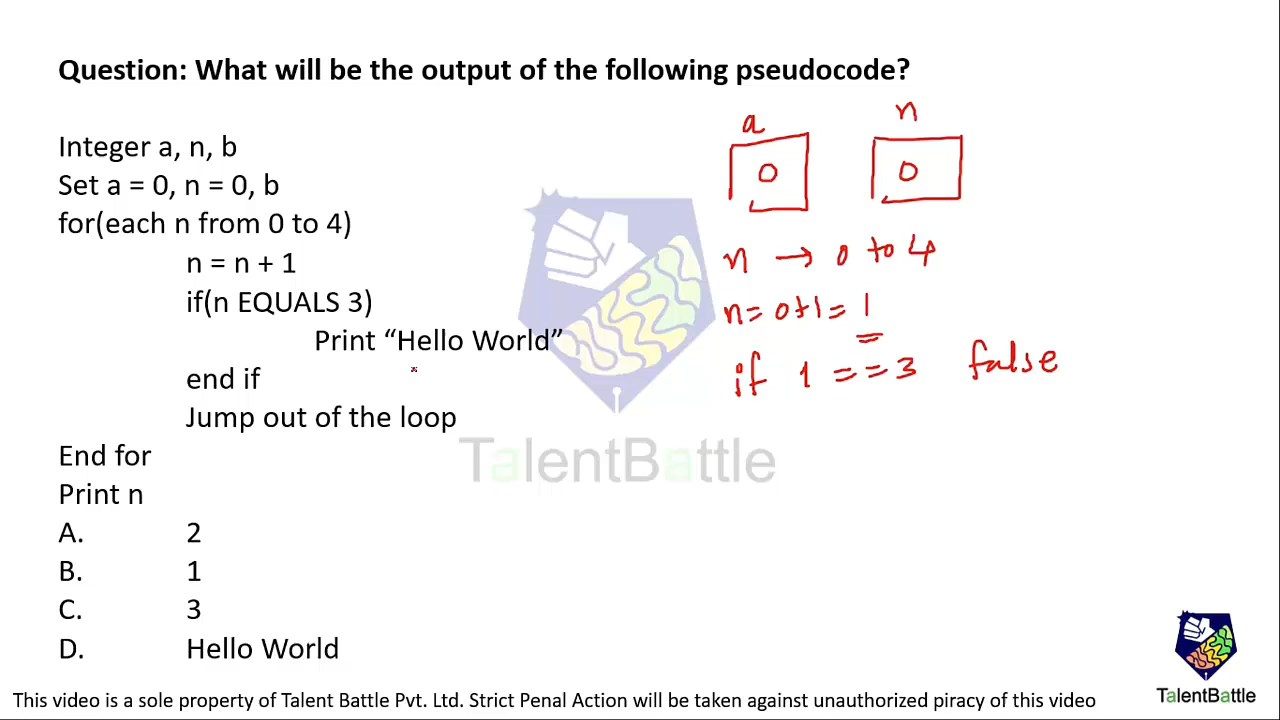 Question: What will be the output of the following pseudocode?
Integer a, n, b
Set a = 0, n = 0, b
for(each n from 0 to 4)
n = n + 1
if(n EQUALS 3)
Print “Hello World”
end if
Jump out of the loop
End for
Print n
A. 2
B. 1
C. 3
D. Hello World
a n
0 0
n → 0 to 4
n = 0+1 = 1
if 1 == 3 false
TalentBattle
TalentBattle
This video is a sole property of Talent Battle Pvt. Ltd. Strict Penal Action will be taken against unauthorized piracy of this video